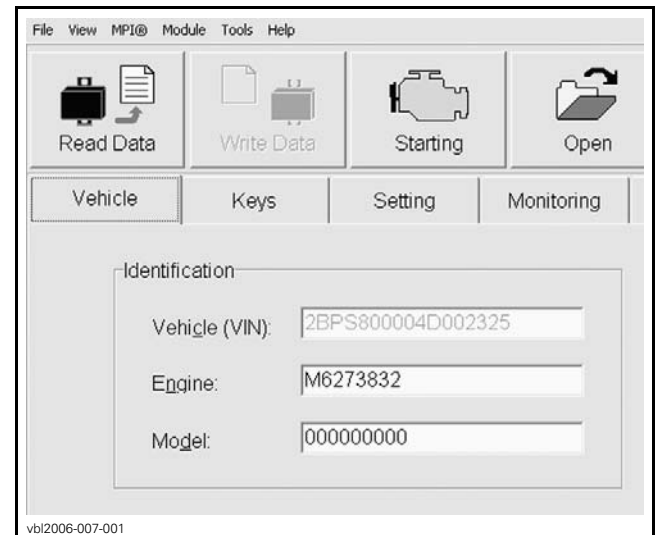 File View MPI® Module Tools Help
Read Data Write Data Starting Open
Vehicle Keys Setting Monitoring
Identification
Vehicle (VIN): 2BPS800004D002325
Engine: M6273832
Model: 000000000
vbl2006-007-001